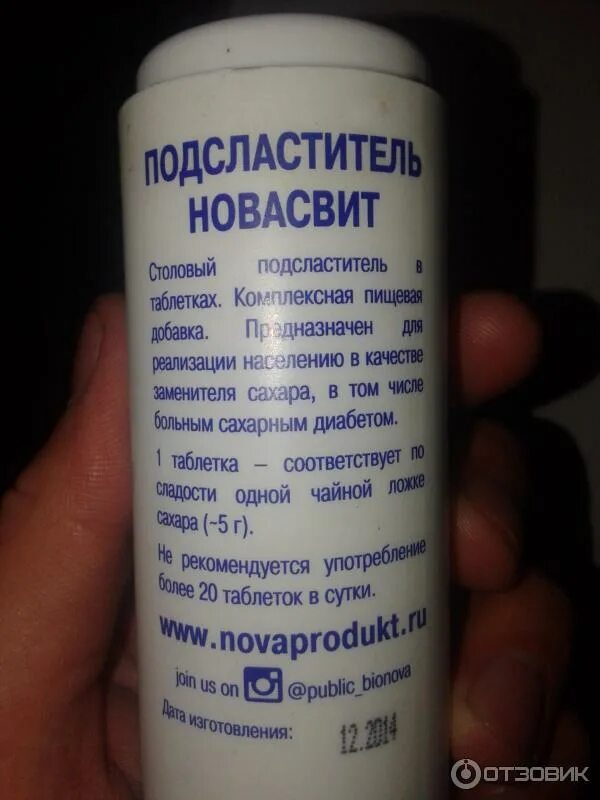 ПОДСЛАСТИТЕЛЬ
НОВАСВИТ
Столовый подсластитель в
таблетках. Комплексная пищевая
добавка. Предназначен для
реализации населению в качестве
заменителя сахара, в том числе
больным сахарным диабетом.
1 таблетка – соответствует по
сладости одной чайной ложке
сахара (~5 г).
Не рекомендуется употребление
более 20 таблеток в сутки.
www.novaprodukt.ru
join us on @public_bionova
Дата изготовления: 12.2014
ОТЗОВИК